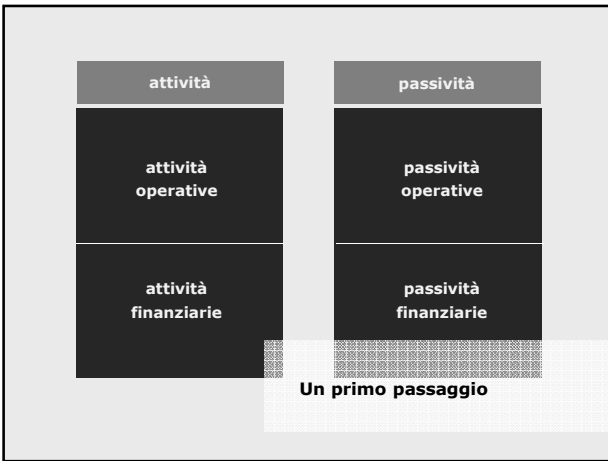 attività
passività
attività
operative
passività
operative
attività
finanziarie
passività
finanziarie
Un primo passaggio